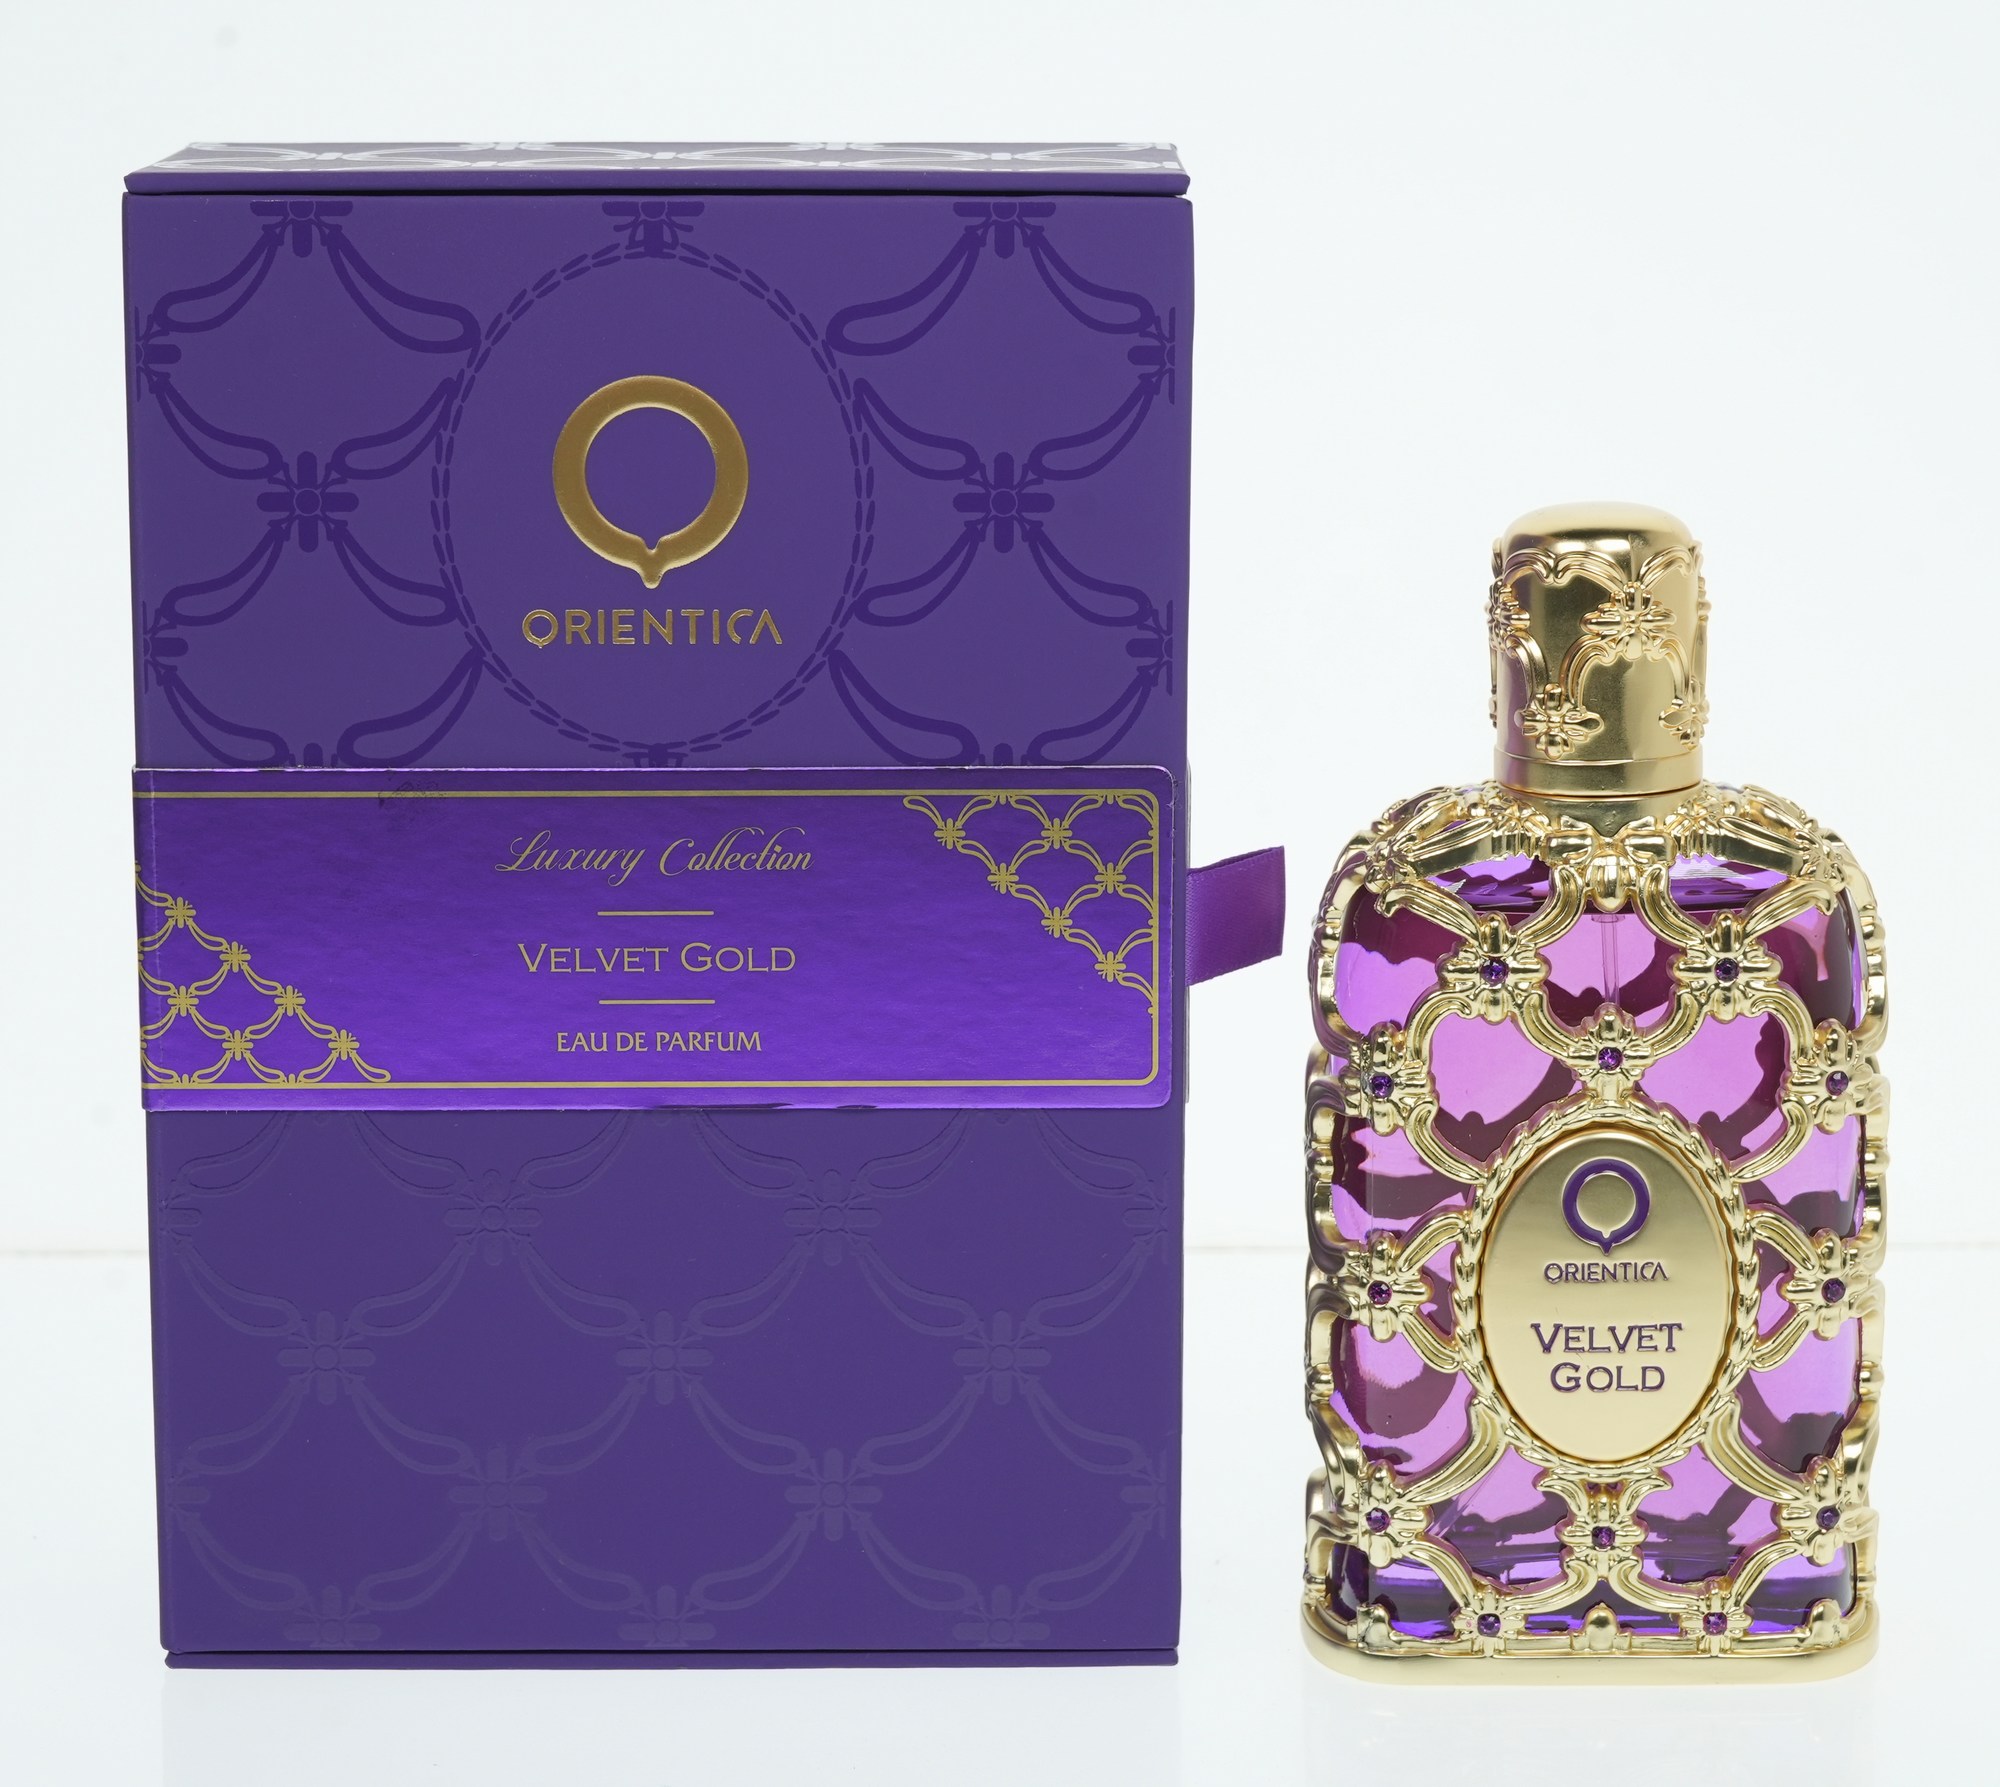 ORIENTICA
Luxury Collection
VELVET GOLD
EAU DE PARFUM
ORIENTICA
VELVET
GOLD